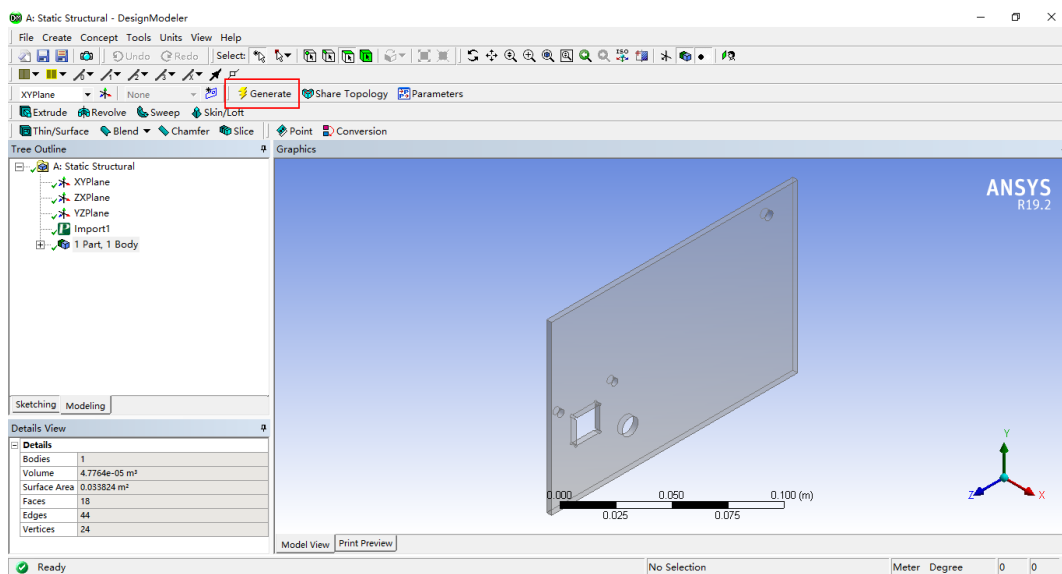 A: Static Structural - DesignModeler
File Create Concept Tools Units View Help
Undo Redo Select:
XYPlane None Generate Share Topology Parameters
Extrude Revolve Sweep Skin/Loft
Thin/Surface Blend Chamfer Slice Point Conversion
Tree Outline
A: Static Structural
XYPlane
ZXPlane
YZPlane
Import1
1 Part, 1 Body
Sketching Modeling
Details View
Details
Bodies 1
Volume 4.7764e-05 m³
Surface Area 0.033824 m²
Faces 18
Edges 44
Vertices 24
Graphics
ANSYS
R19.2
0.000 0.050 0.100 (m)
0.025 0.075
Y
Z X
Model View Print Preview
Ready No Selection Meter Degree 0 0